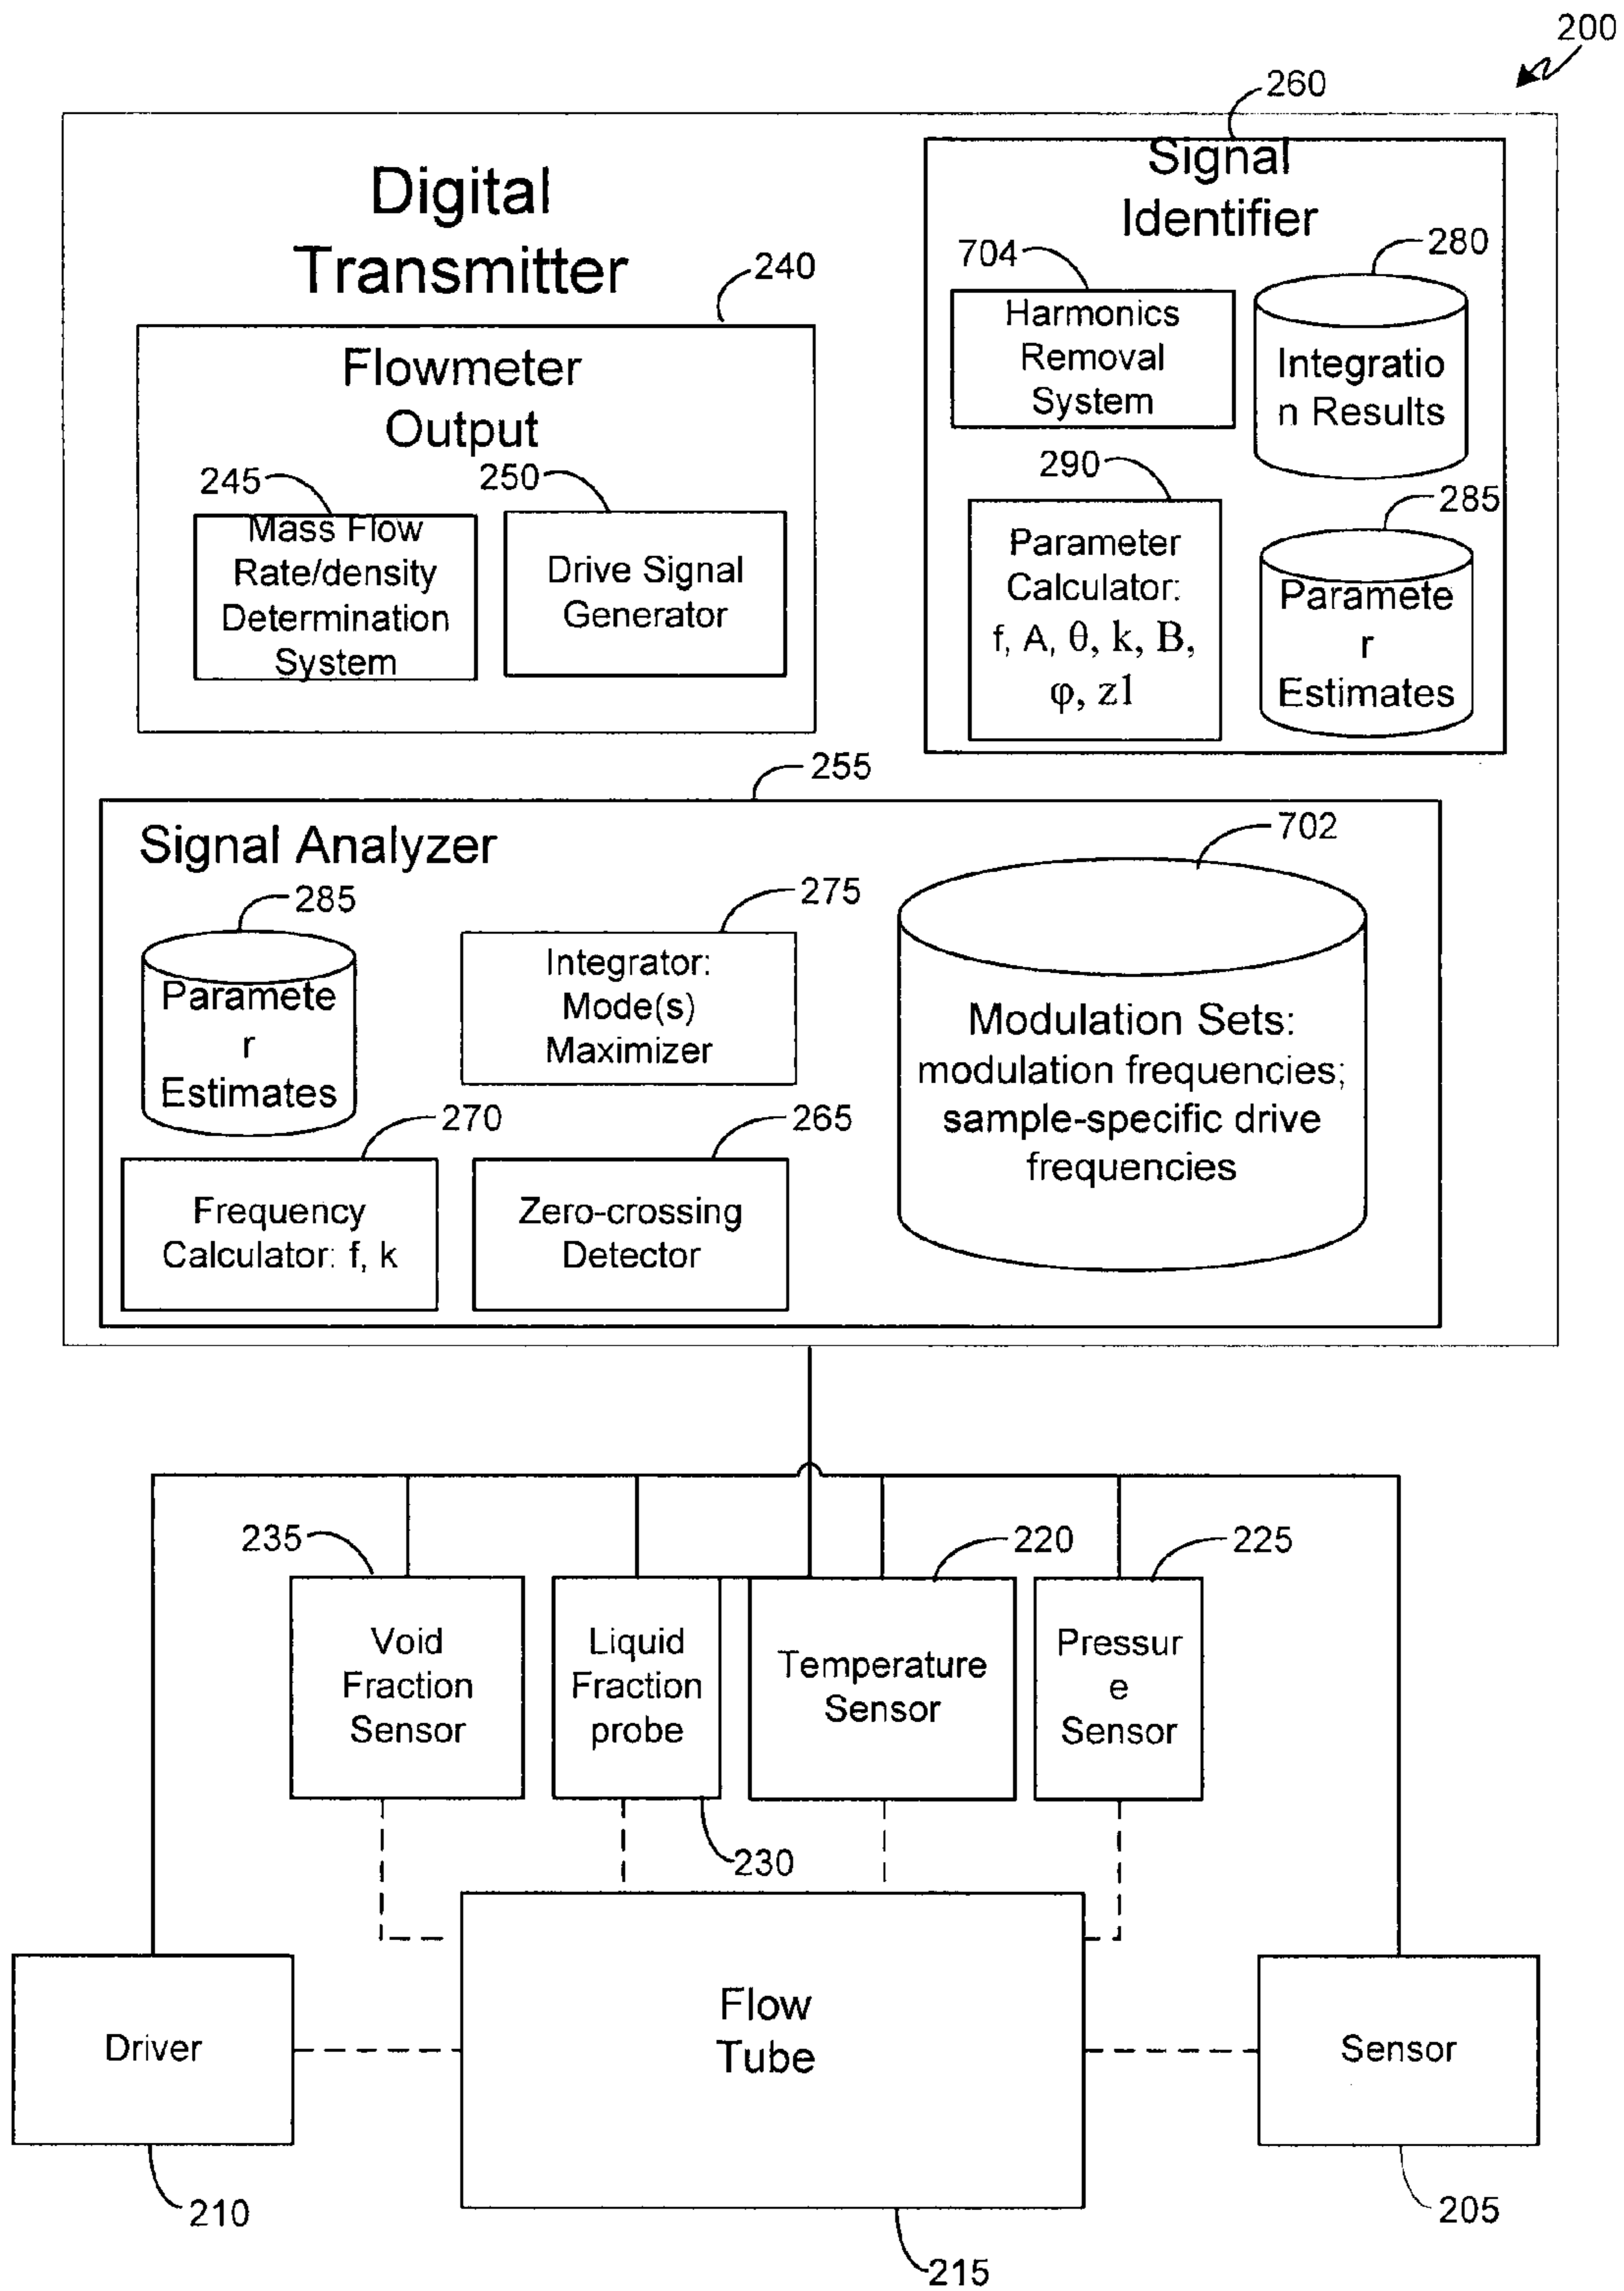 200
260
Digital
Transmitter
Signal
Identifier
240
704
280
Flowmeter
Output
Harmonics
Removal
System
Integratio
n Results
245
250
290
285
Mass Flow
Rate/density
Determination
System
Drive Signal
Generator
Parameter
Calculator:
f, A, θ, k, B,
φ, z1
Paramete
r
Estimates
255
Signal Analyzer
702
285
275
Paramete
r
Estimates
Integrator:
Mode(s)
Maximizer
Modulation Sets:
modulation frequencies;
sample-specific drive
frequencies
270
265
Frequency
Calculator: f, k
Zero-crossing
Detector
235
220
225
Void
Fraction
Sensor
Liquid
Fraction
probe
Temperature
Sensor
Pressur
e
Sensor
230
Driver
Flow
Tube
Sensor
210
205
215